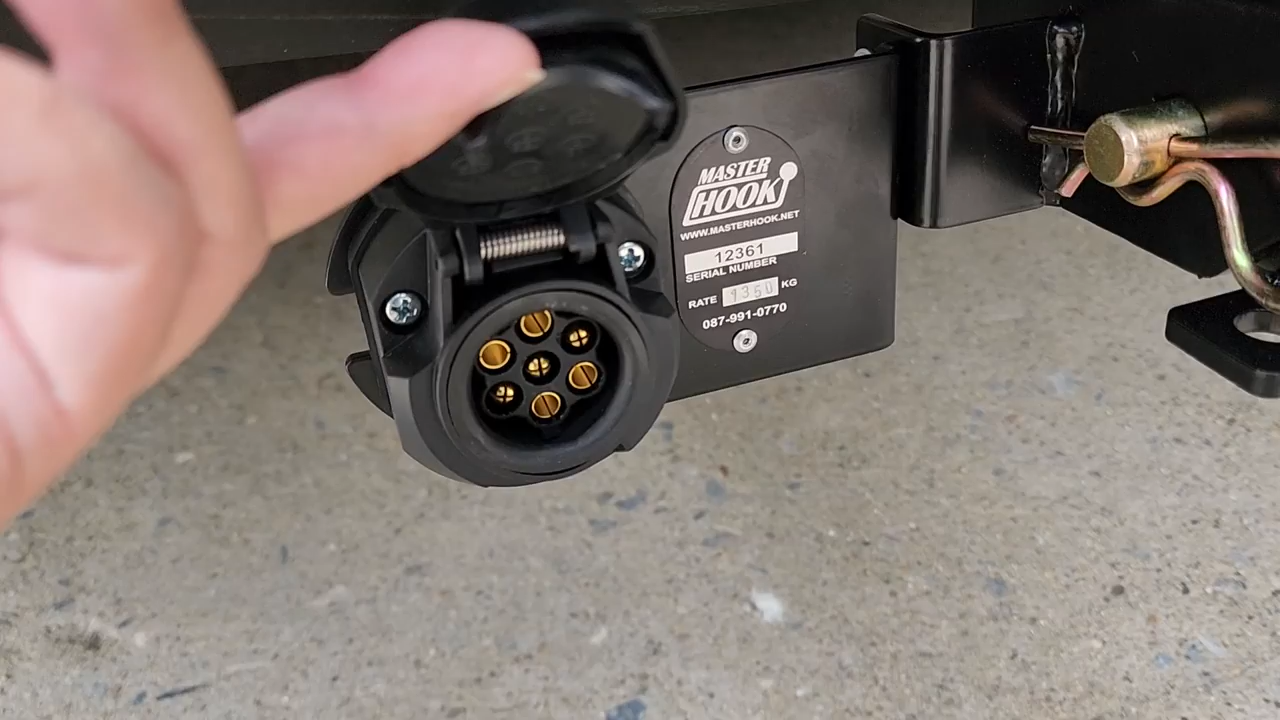 MASTER
HOOK
WWW.MASTERHOOK.NET
12361
SERIAL NUMBER
RATE 1350 KG
087-991-0770